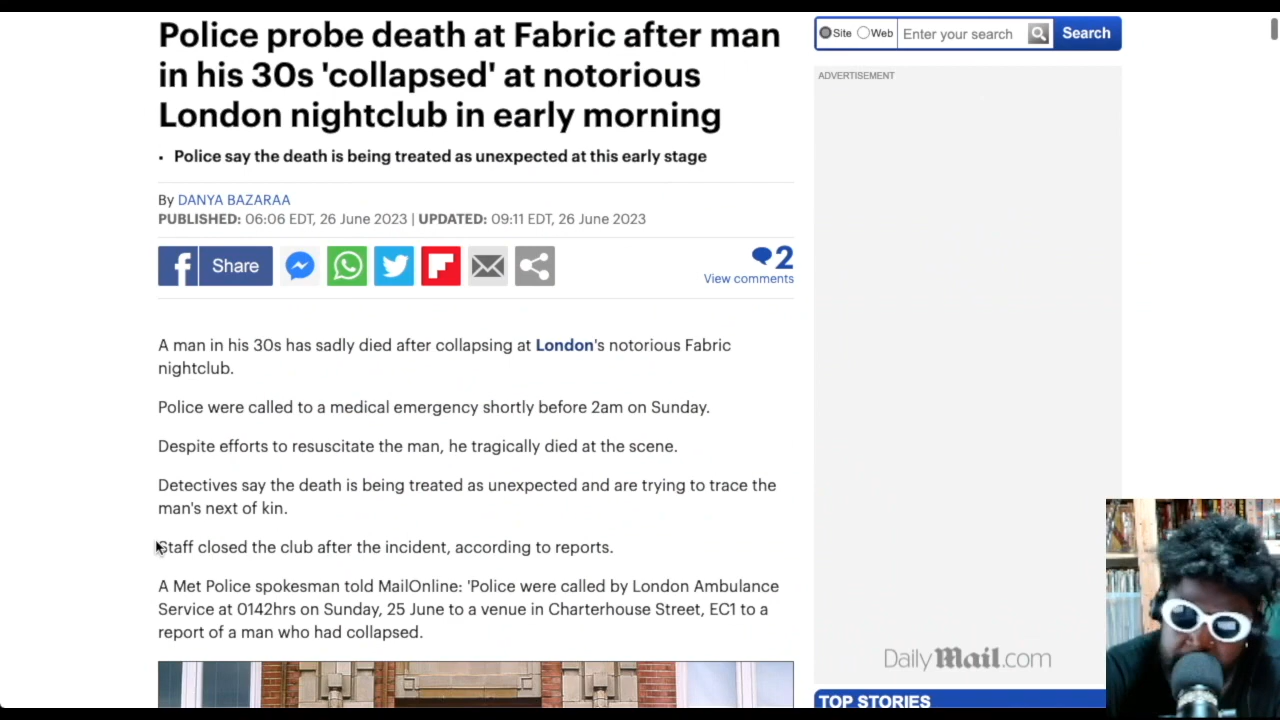 Police probe death at Fabric after man
in his 30s 'collapsed' at notorious
London nightclub in early morning
• Police say the death is being treated as unexpected at this early stage
By DANYA BAZARAA
PUBLISHED: 06:06 EDT, 26 June 2023 | UPDATED: 09:11 EDT, 26 June 2023
Share
2
View comments
A man in his 30s has sadly died after collapsing at London's notorious Fabric
nightclub.
Police were called to a medical emergency shortly before 2am on Sunday.
Despite efforts to resuscitate the man, he tragically died at the scene.
Detectives say the death is being treated as unexpected and are trying to trace the
man's next of kin.
Staff closed the club after the incident, according to reports.
A Met Police spokesman told MailOnline: 'Police were called by London Ambulance
Service at 0142hrs on Sunday, 25 June to a venue in Charterhouse Street, EC1 to a
report of a man who had collapsed.
Site Web Enter your search Search
ADVERTISEMENT
DailyMail.com
TOP STORIES